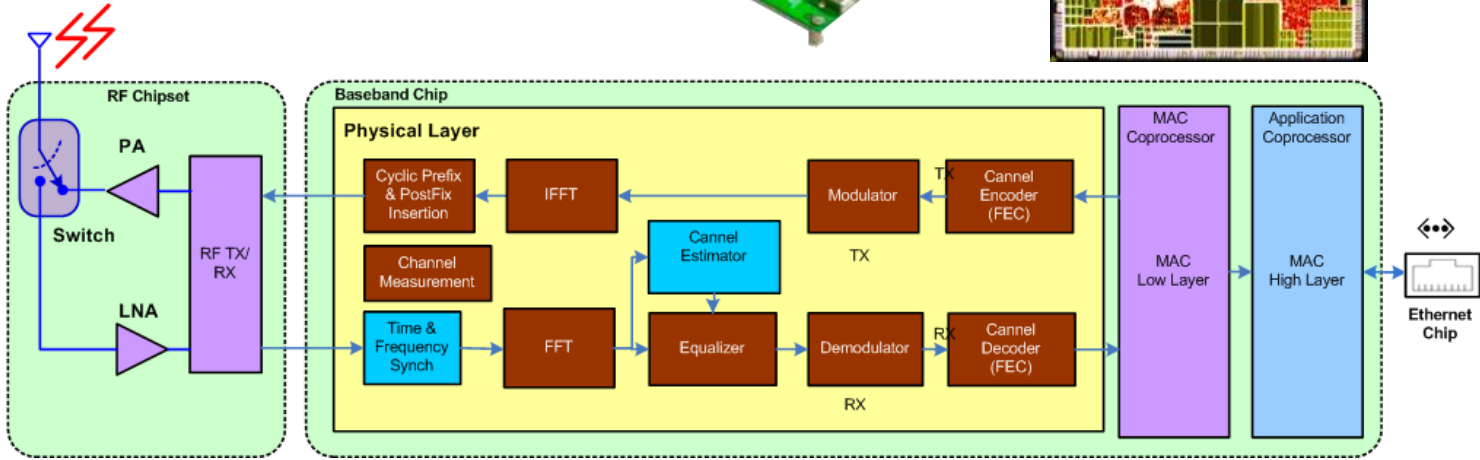 RF Chipset
PA
Switch
LNA
RF TX/
RX
Baseband Chip
Physical Layer
Cyclic Prefix
& PostFix
Insertion
IFFT
Modulator
TX
Cannel
Encoder
(FEC)
TX
Channel
Measurement
Cannel
Estimator
Time &
Frequency
Synch
FFT
Equalizer
Demodulator
RX
Cannel
Decoder
(FEC)
RX
MAC
Coprocessor
MAC
Low Layer
Application
Coprocessor
MAC
High Layer
Ethernet
Chip